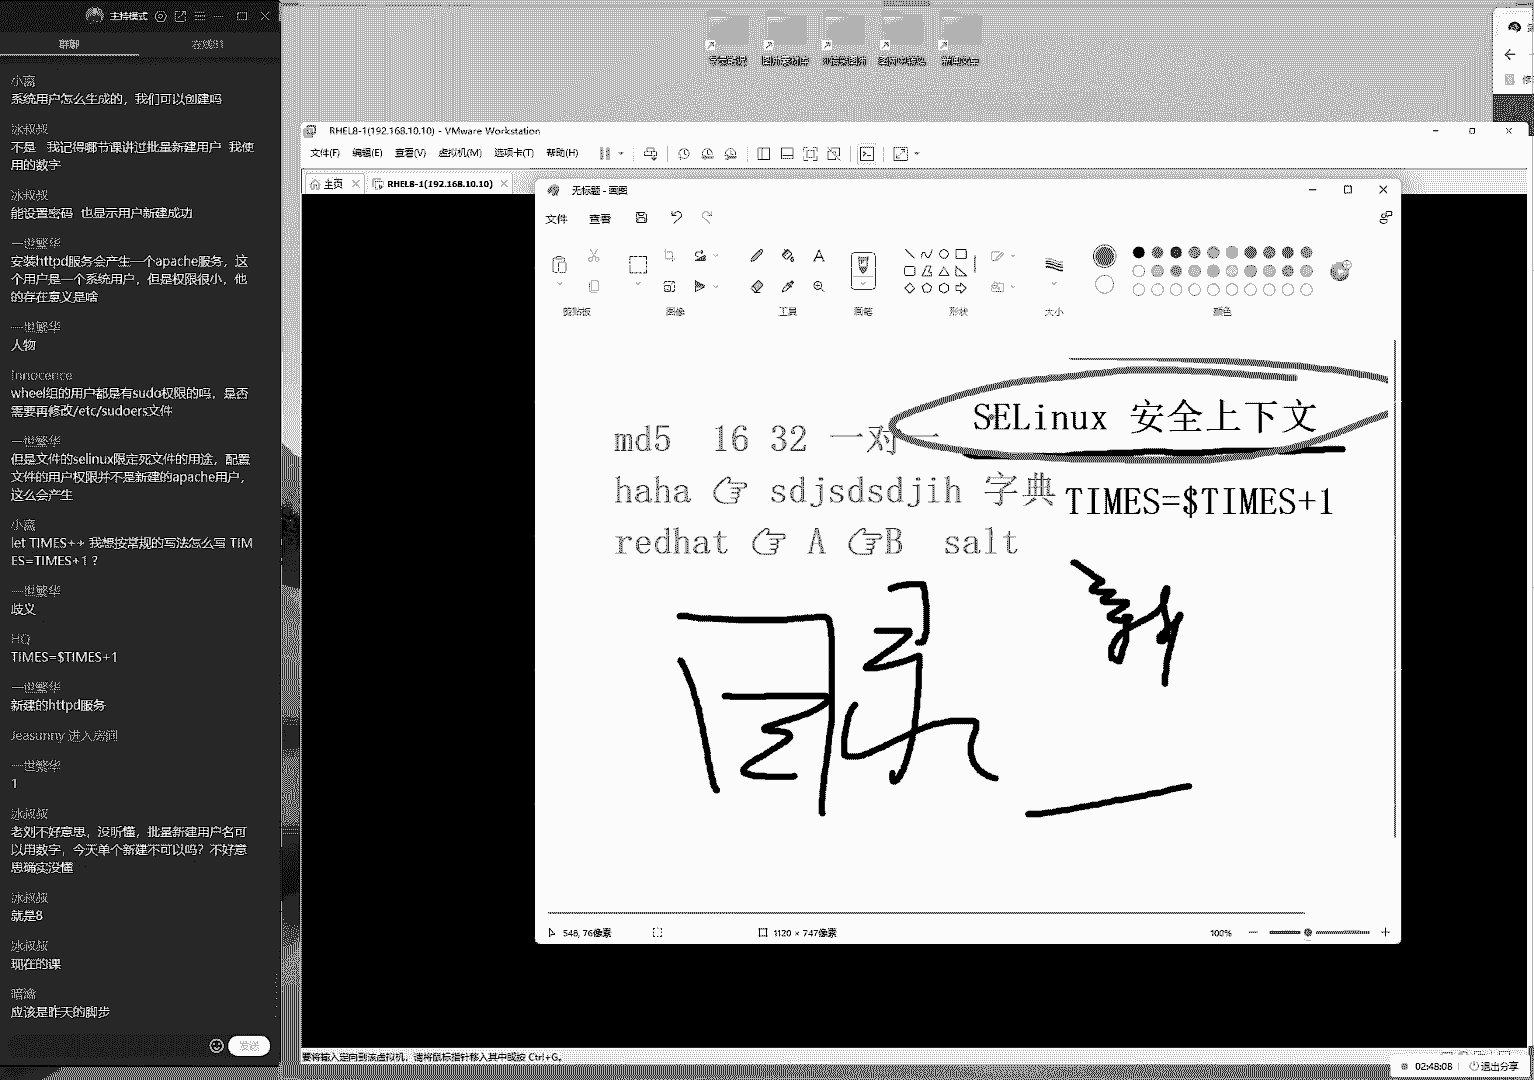 主持模式
群聊
小窝
系统用户怎么生成的，我们可以创建吗
冰叔叔
不是 我记得哪节课讲过批量新建用户 我使
用的数字
冰叔叔
能设置密码 也显示用户新建成功
一世繁华
安装httpd服务会产生一个apache服务，这
个用户是一个系统用户，但是权限很小，他
的存在意义是啥
一世繁华
人物
Innocence
wheel组的用户都是有sudo权限的吗，是否
需要再修改/etc/sudoers文件
一世繁华
但是文件的selinux限定死文件的用途，配置
文件的用户权限并不是新建的apache用户，
这么会产生
小窝
let TIMES++ 我想按常规的写法怎么写 TIM
ES=TIMES+1 ?
一世繁华
歧义
HQ
TIMES=$TIMES+1
一世繁华
新建的httpd服务
Jeasunny 进入房间
一世繁华
1
冰叔叔
老刘不好意思，没听懂，批量新建用户名可
以用数字，今天单个新建不可以吗？不好意
思确实没懂
冰叔叔
就是8
冰叔叔
现在的课
应该是昨天的脚步
发送
RHEL8-1(192.168.10.10) - VMware Workstation
文件(F) 编辑(E) 查看(V) 虚拟机(M) 选项卡(T) 帮助(H)
主页 RHEL8-1(192.168.10.10)
无标题 - 画图
文件 查看
剪贴板 图像 工具 画笔 形状 大小 颜色
SELinux 安全上下文
md5 16 32 一对一
haha 👉 sdjsdsdjih 字典
TIMES=$TIMES+1
redhat 👉 A 👉B salt
目录
548, 76像素 1120 × 747像素 100%
要将输入定向到该虚拟机，请将鼠标指针移入其中或按 Ctrl+G。
02:48:08 退出分享